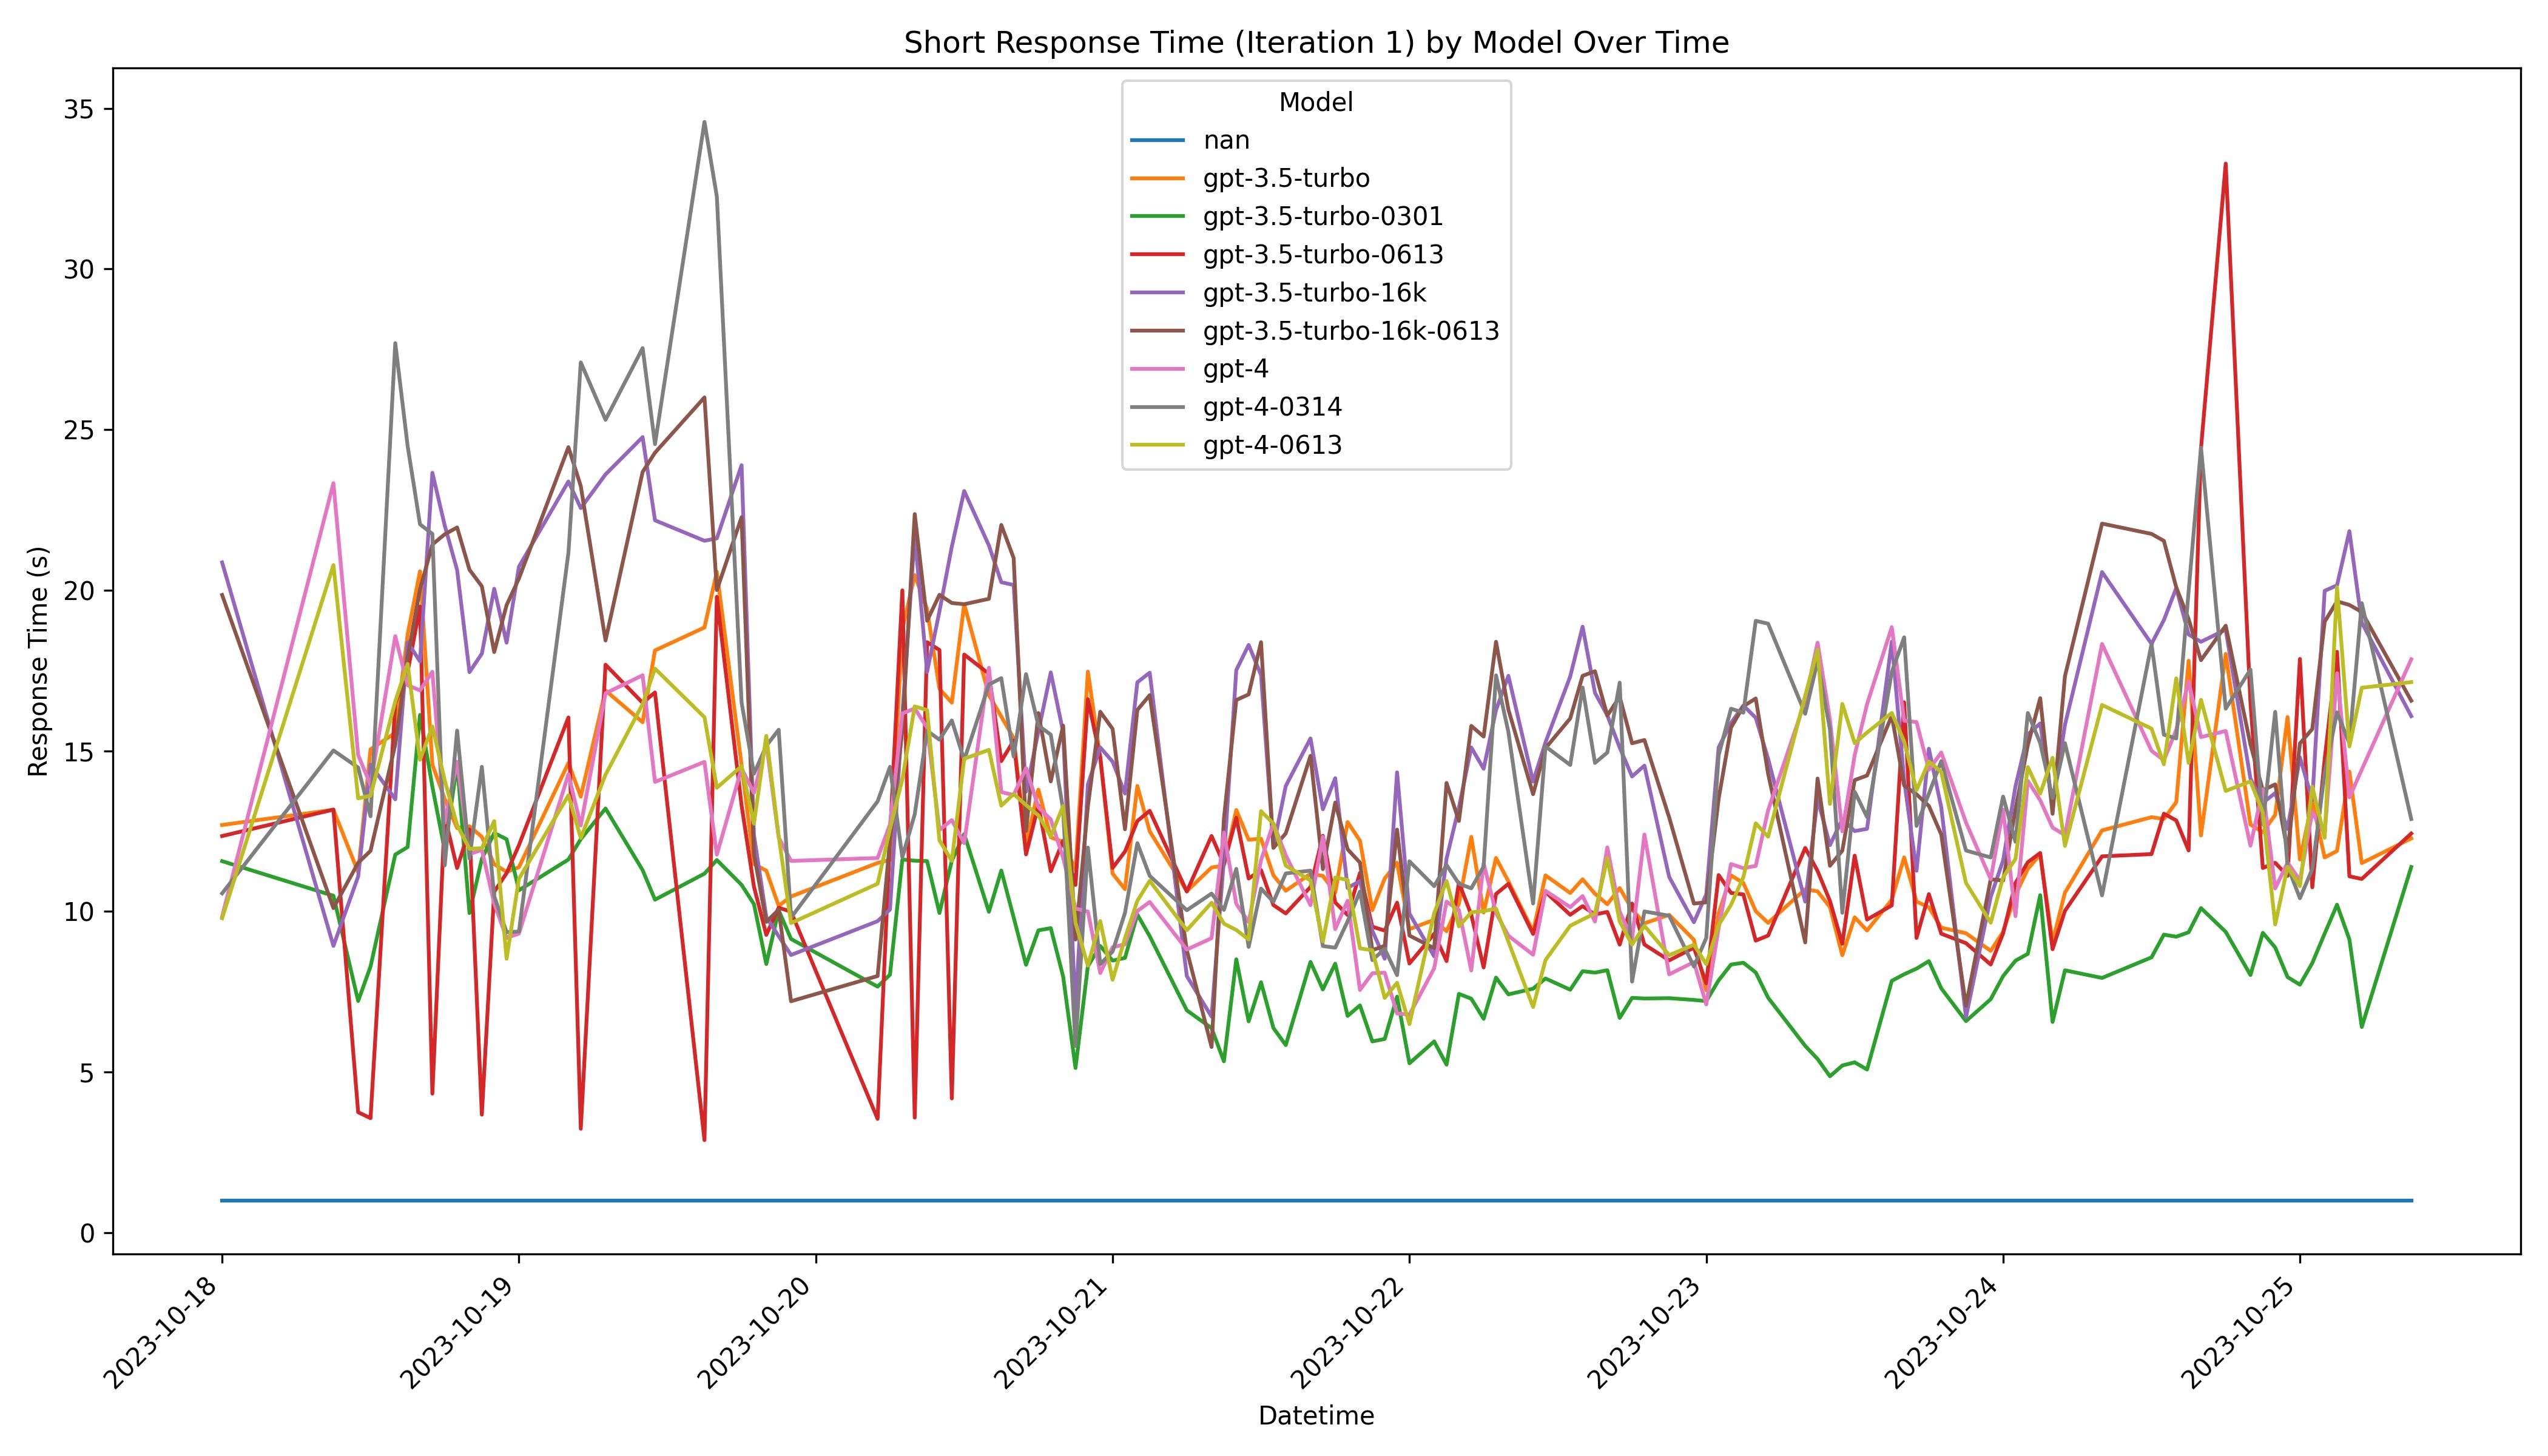 Short Response Time (Iteration 1) by Model Over Time
Model
nan
gpt-3.5-turbo
gpt-3.5-turbo-0301
gpt-3.5-turbo-0613
gpt-3.5-turbo-16k
gpt-3.5-turbo-16k-0613
gpt-4
gpt-4-0314
gpt-4-0613
Response Time (s)
35
30
25
20
15
10
5
0
2023-10-18
2023-10-19
2023-10-20
2023-10-21
2023-10-22
2023-10-23
2023-10-24
2023-10-25
Datetime